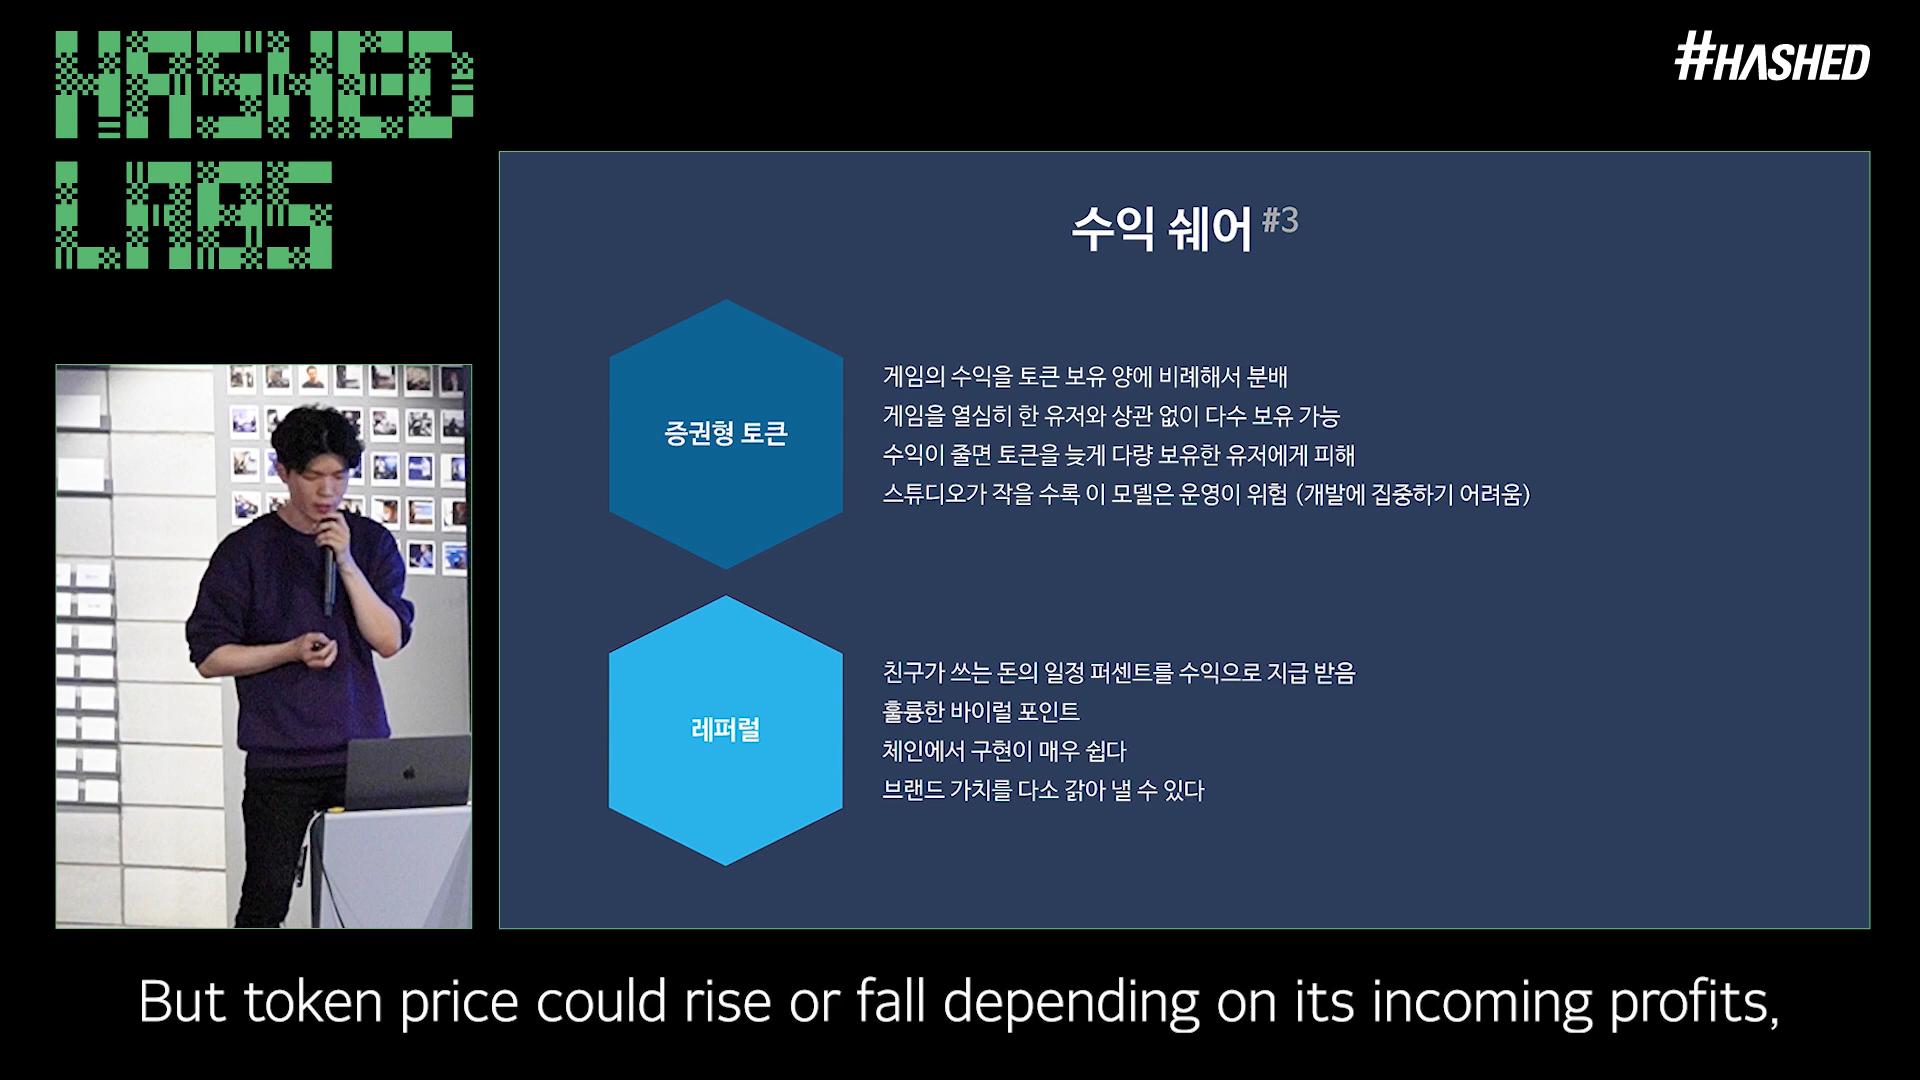 HASHED
LABS
#HASHED
수익 쉐어 #3
증권형 토큰
게임의 수익을 토큰 보유 양에 비례해서 분배
게임을 열심히 한 유저와 상관 없이 다수 보유 가능
수익이 줄면 토큰을 늦게 다량 보유한 유저에게 피해
스튜디오가 작을 수록 이 모델은 운영이 위험 (개발에 집중하기 어려움)
레퍼럴
친구가 쓰는 돈의 일정 퍼센트를 수익으로 지급 받음
훌륭한 바이럴 포인트
체인에서 구현이 매우 쉽다
브랜드 가치를 다소 갉아 낼 수 있다
But token price could rise or fall depending on its incoming profits,